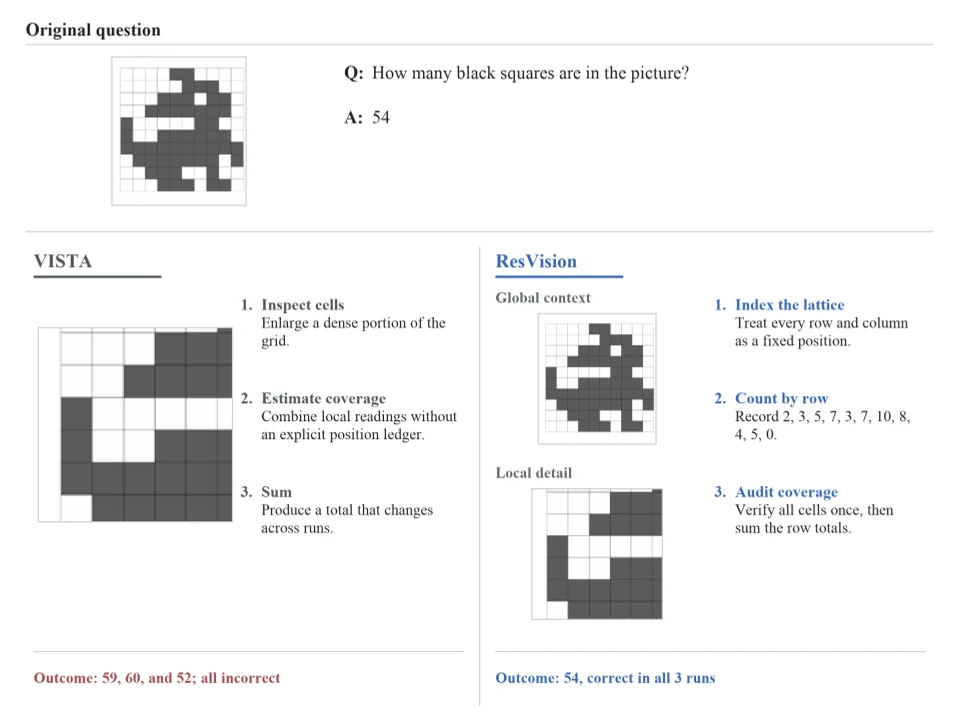 Original question
Q: How many black squares are in the picture?
A: 54
VISTA
1. Inspect cells
Enlarge a dense portion of the
grid.
2. Estimate coverage
Combine local readings without
an explicit position ledger.
3. Sum
Produce a total that changes
across runs.
Outcome: 59, 60, and 52; all incorrect
ResVision
Global context
Local detail
1. Index the lattice
Treat every row and column
as a fixed position.
2. Count by row
Record 2, 3, 5, 7, 3, 7, 10, 8,
4, 5, 0.
3. Audit coverage
Verify all cells once, then
sum the row totals.
Outcome: 54, correct in all 3 runs